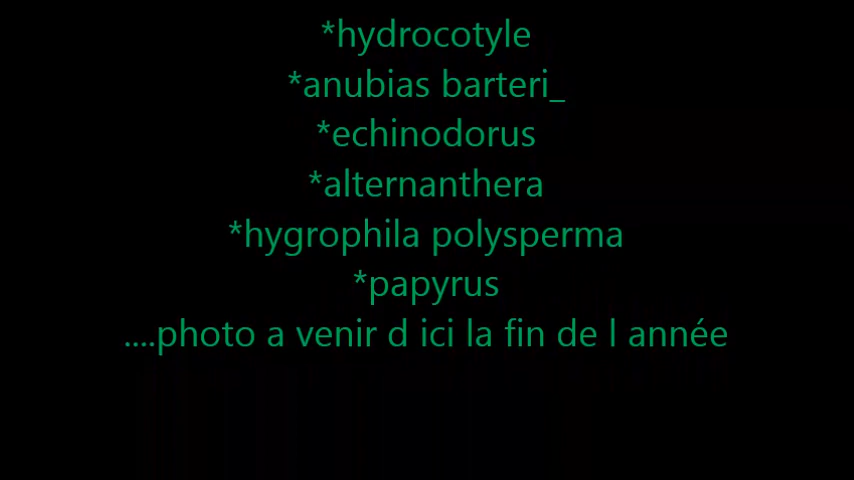 *hydrocotyle
*anubias barteri_
*echinodorus
*alternanthera
*hygrophila polysperma
*papyrus
....photo a venir d ici la fin de l année